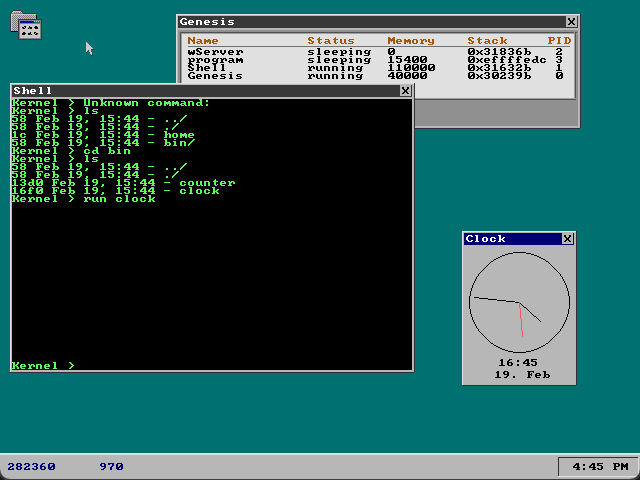 Genesis
Name Status Memory Stack PID
wServer sleeping 0 0x31836b 2
program sleeping 15400 0xeffffedc 3
Shell running 110000 0x31632b 1
Genesis running 40000 0x30239b 0
Shell
Kernel > Unknown command:
Kernel > ls
58 Feb 19, 15:44 - ../
58 Feb 19, 15:44 - ./
1c Feb 19, 15:44 - home
58 Feb 19, 15:44 - bin/
Kernel > cd bin
Kernel > ls
58 Feb 19, 15:44 - ../
58 Feb 19, 15:44 - ./
13d0 Feb 19, 15:44 - counter
16f0 Feb 19, 15:44 - clock
Kernel > run clock
Kernel >
Clock
16:45
19. Feb
282360 970
4:45 PM